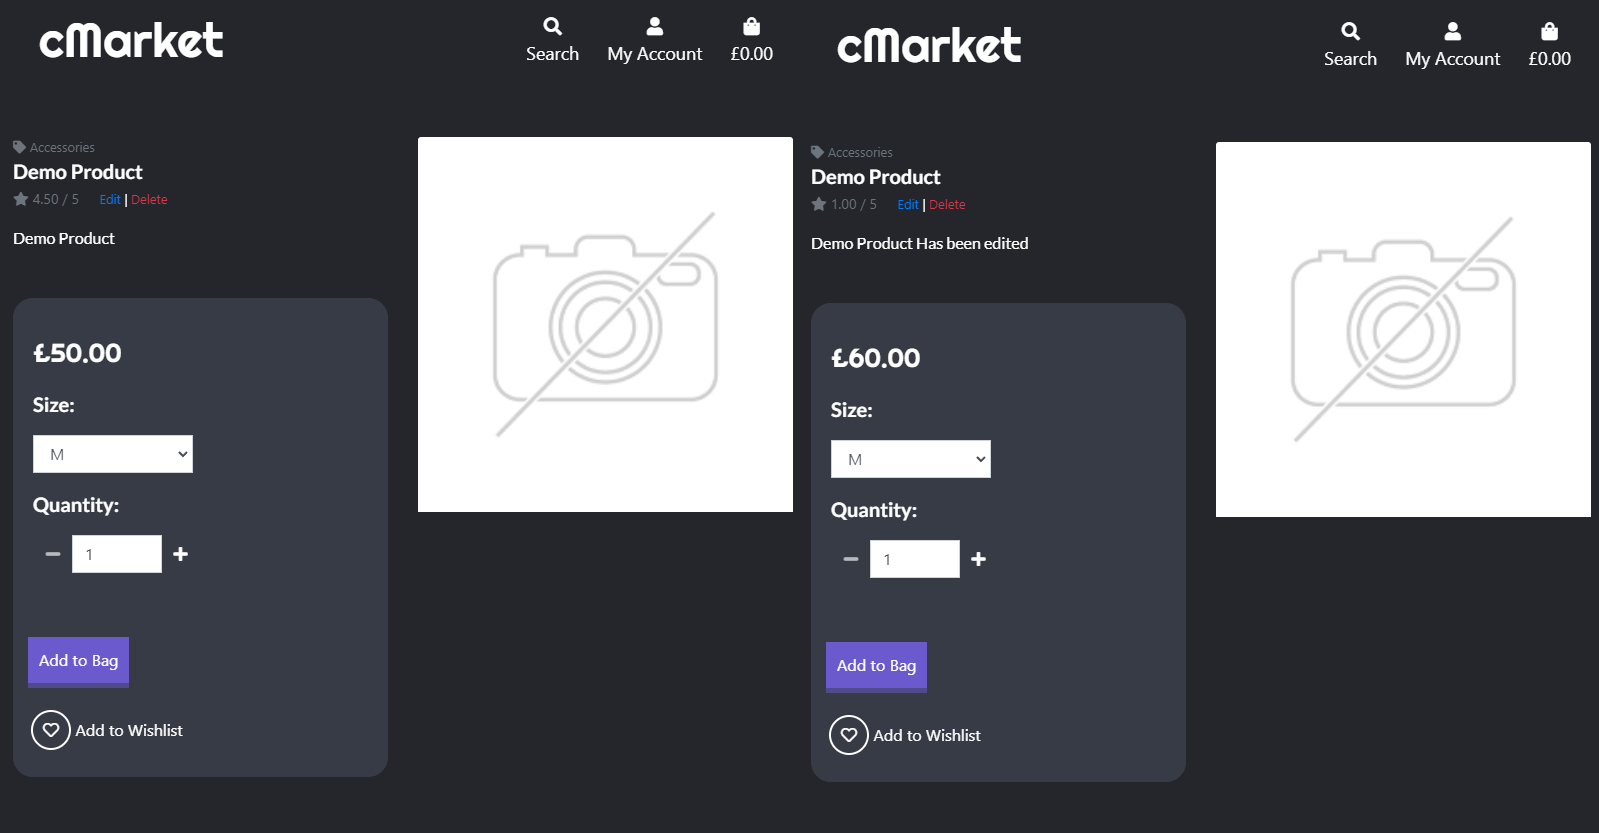 cMarket
Search
My Account
£0.00
Accessories
Demo Product
4.50 / 5 Edit | Delete
Demo Product
£50.00
Size:
M
Quantity:
1
Add to Bag
Add to Wishlist
cMarket
Search
My Account
£0.00
Accessories
Demo Product
1.00 / 5 Edit | Delete
Demo Product Has been edited
£60.00
Size:
M
Quantity:
1
Add to Bag
Add to Wishlist